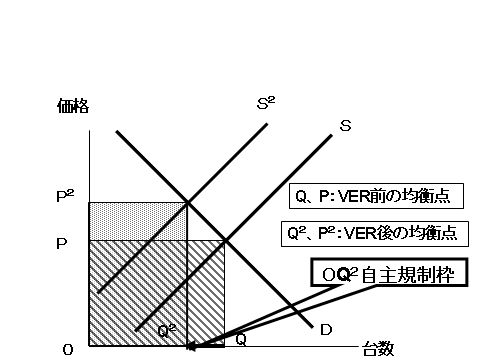 価格
S²
S
P²
Q、P：VER前の均衡点
P
Q²、P²：VER後の均衡点
OQ²自主規制枠
Q²
Q
D
O
台数